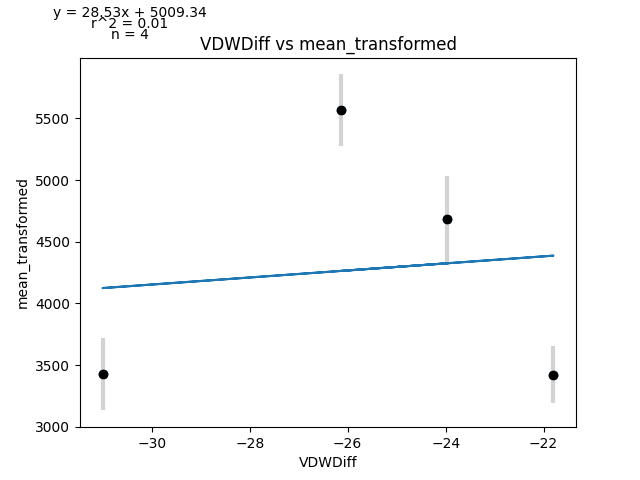 y = 28.53x + 5009.34
r^2 = 0.01
n = 4
VDWDiff vs mean_transformed
5500
5000
4500
4000
3500
3000
mean_transformed
−30
−28
−26
−24
−22
VDWDiff